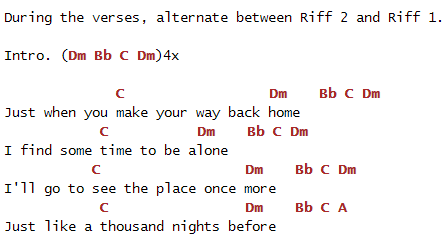 During the verses, alternate between Riff 2 and Riff 1.
Intro. (Dm Bb C Dm)4x
C Dm Bb C Dm
Just when you make your way back home
C Dm Bb C Dm
I find some time to be alone
C Dm Bb C Dm
I'll go to see the place once more
C Dm Bb C A
Just like a thousand nights before